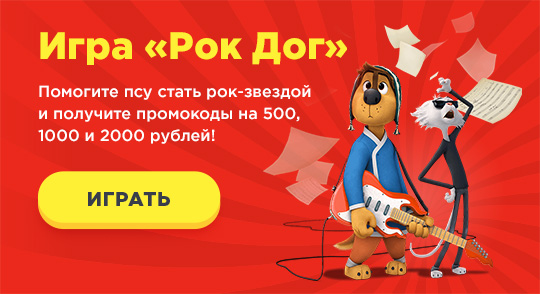 Игра «Рок Дог»
Помогите псу стать рок-звездой
и получите промокоды на 500,
1000 и 2000 рублей!
ИГРАТЬ